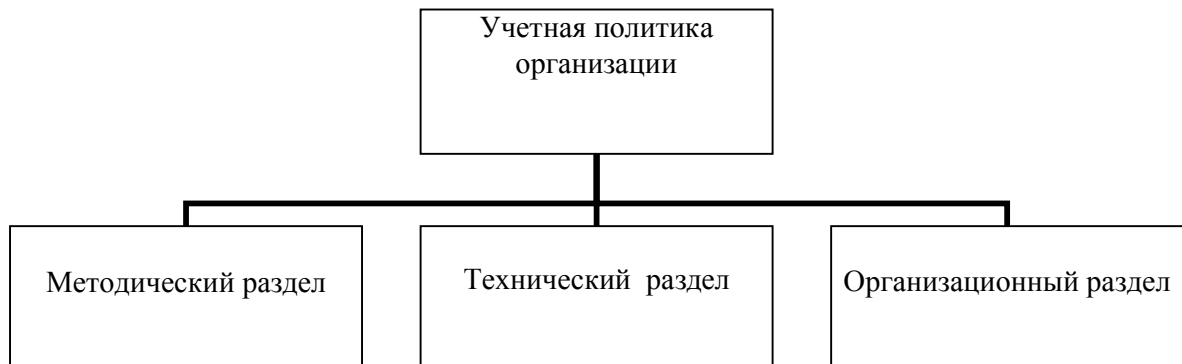 Учетная политика
организации
Методический раздел
Технический  раздел
Организационный раздел